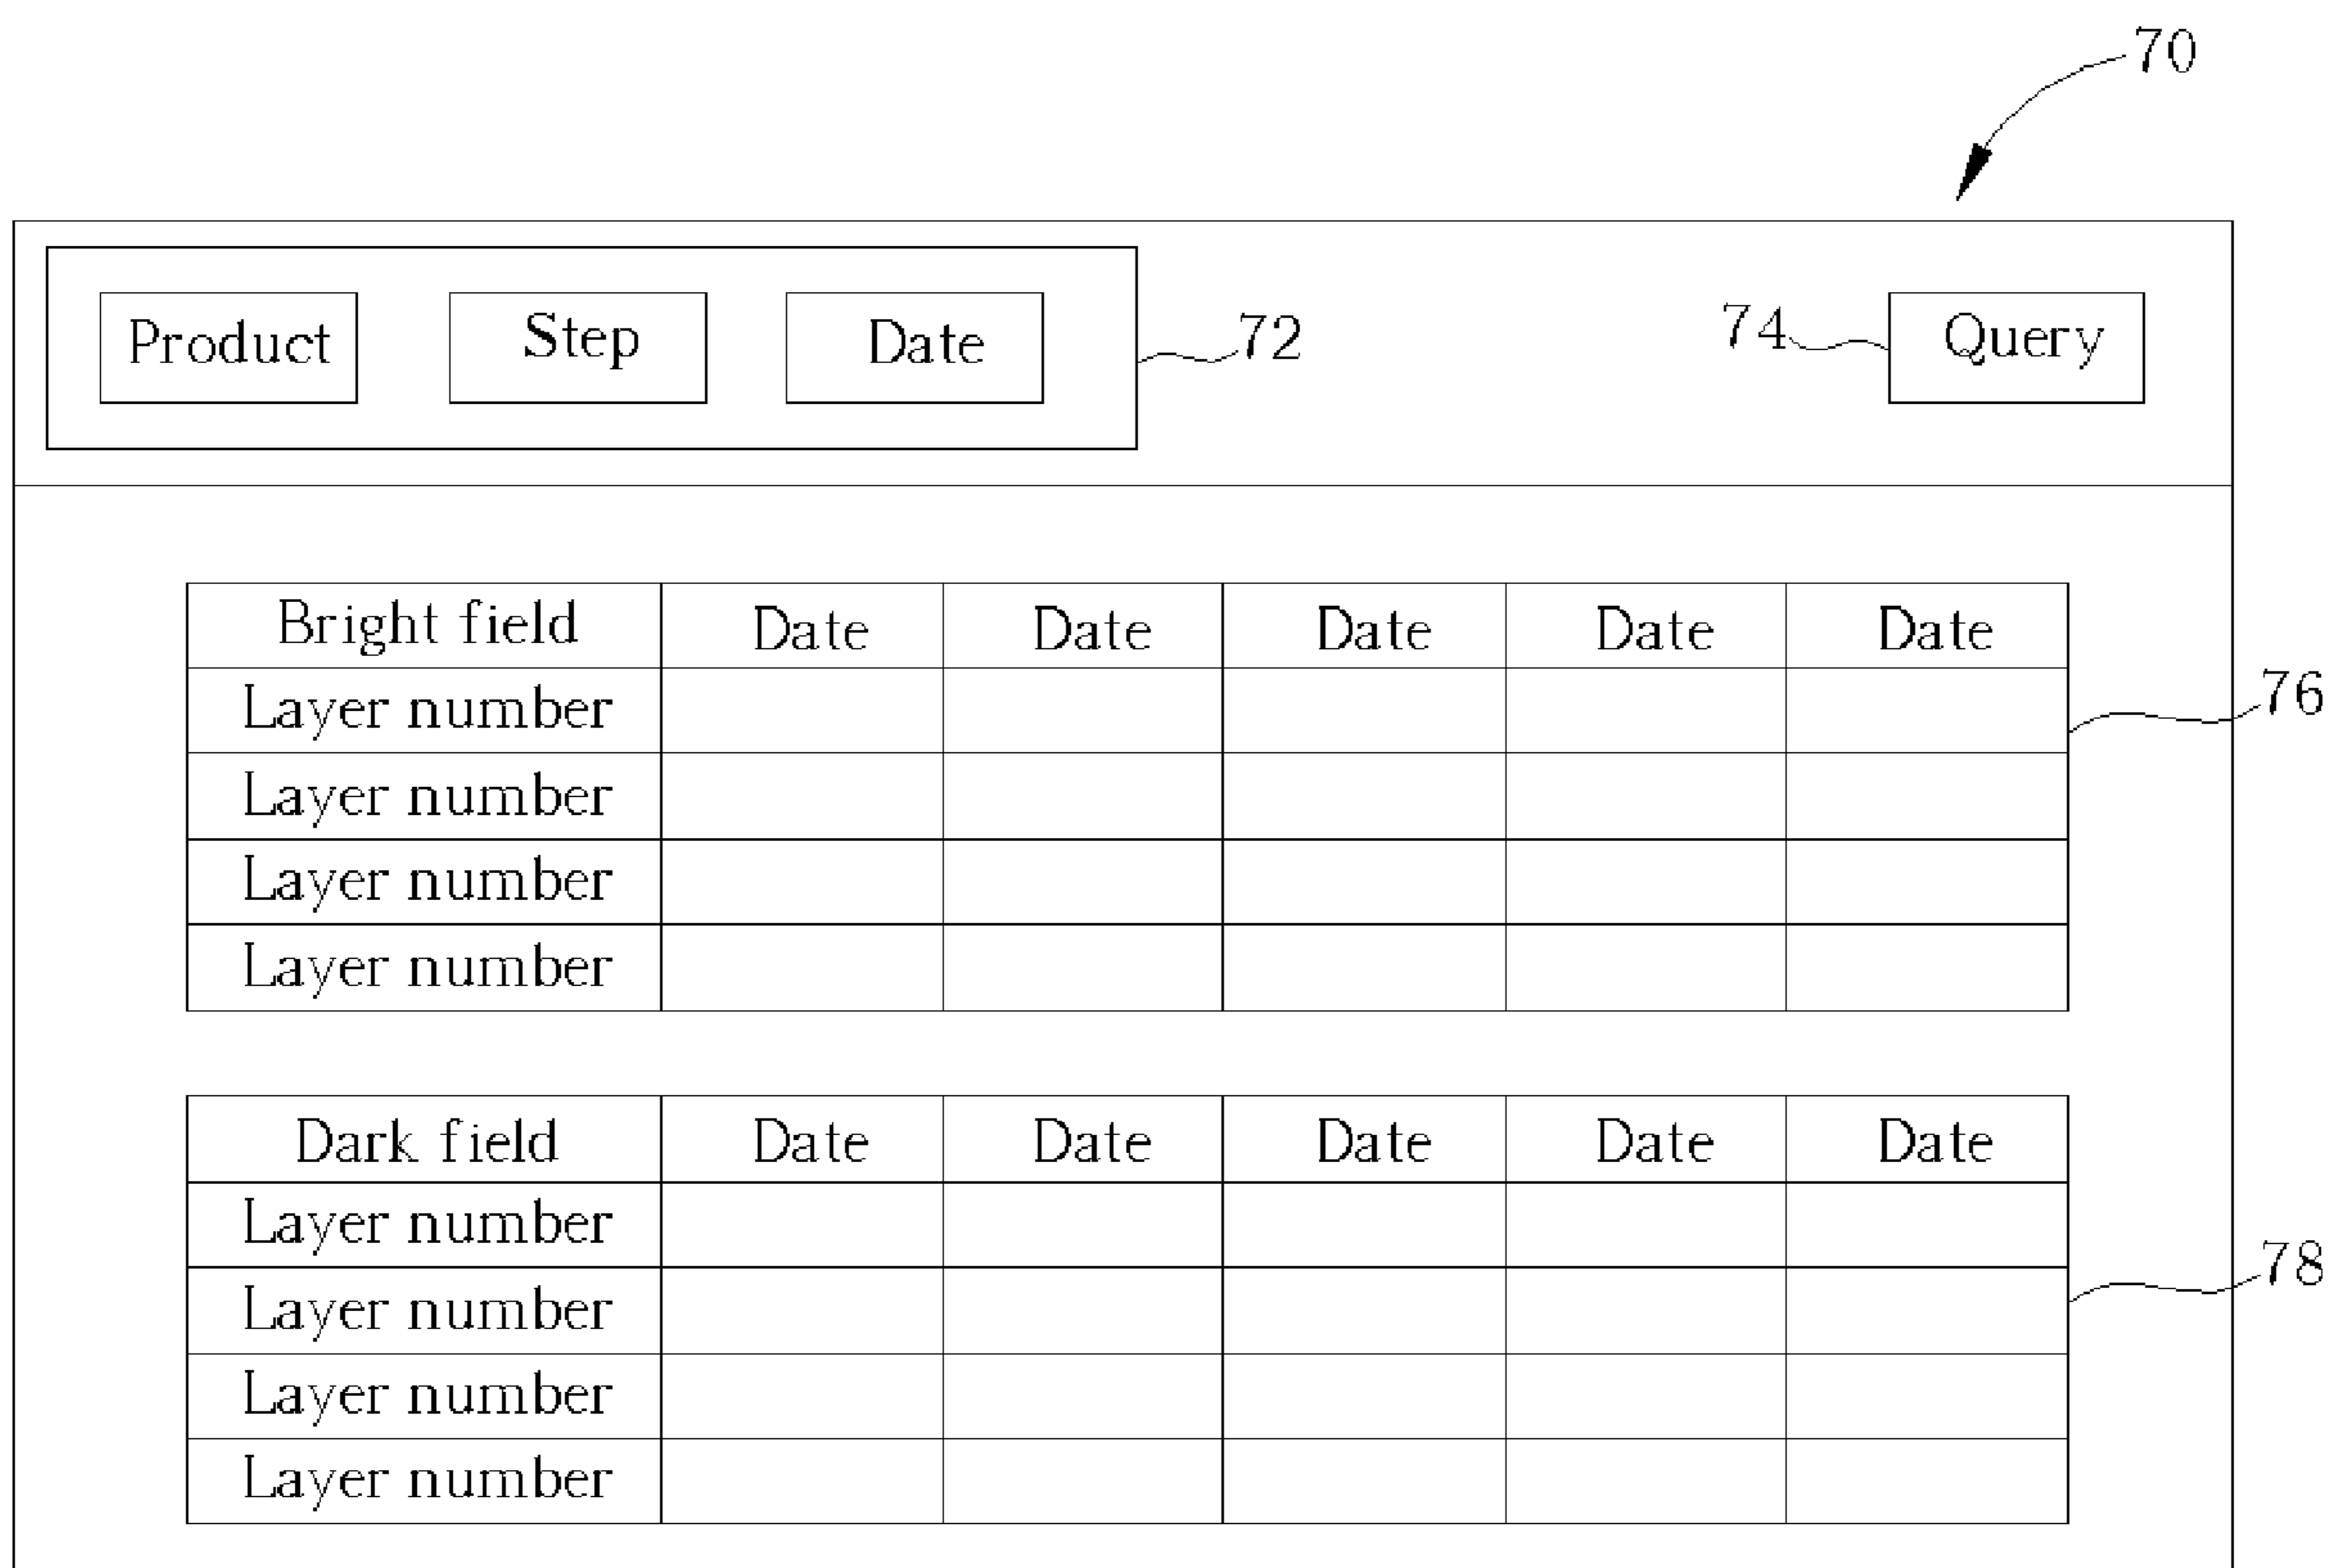 70
Product Step Date 72 74 Query
Bright field Date Date Date Date Date
Layer number 76
Layer number
Layer number
Layer number
Dark field Date Date Date Date Date
Layer number
Layer number 78
Layer number
Layer number